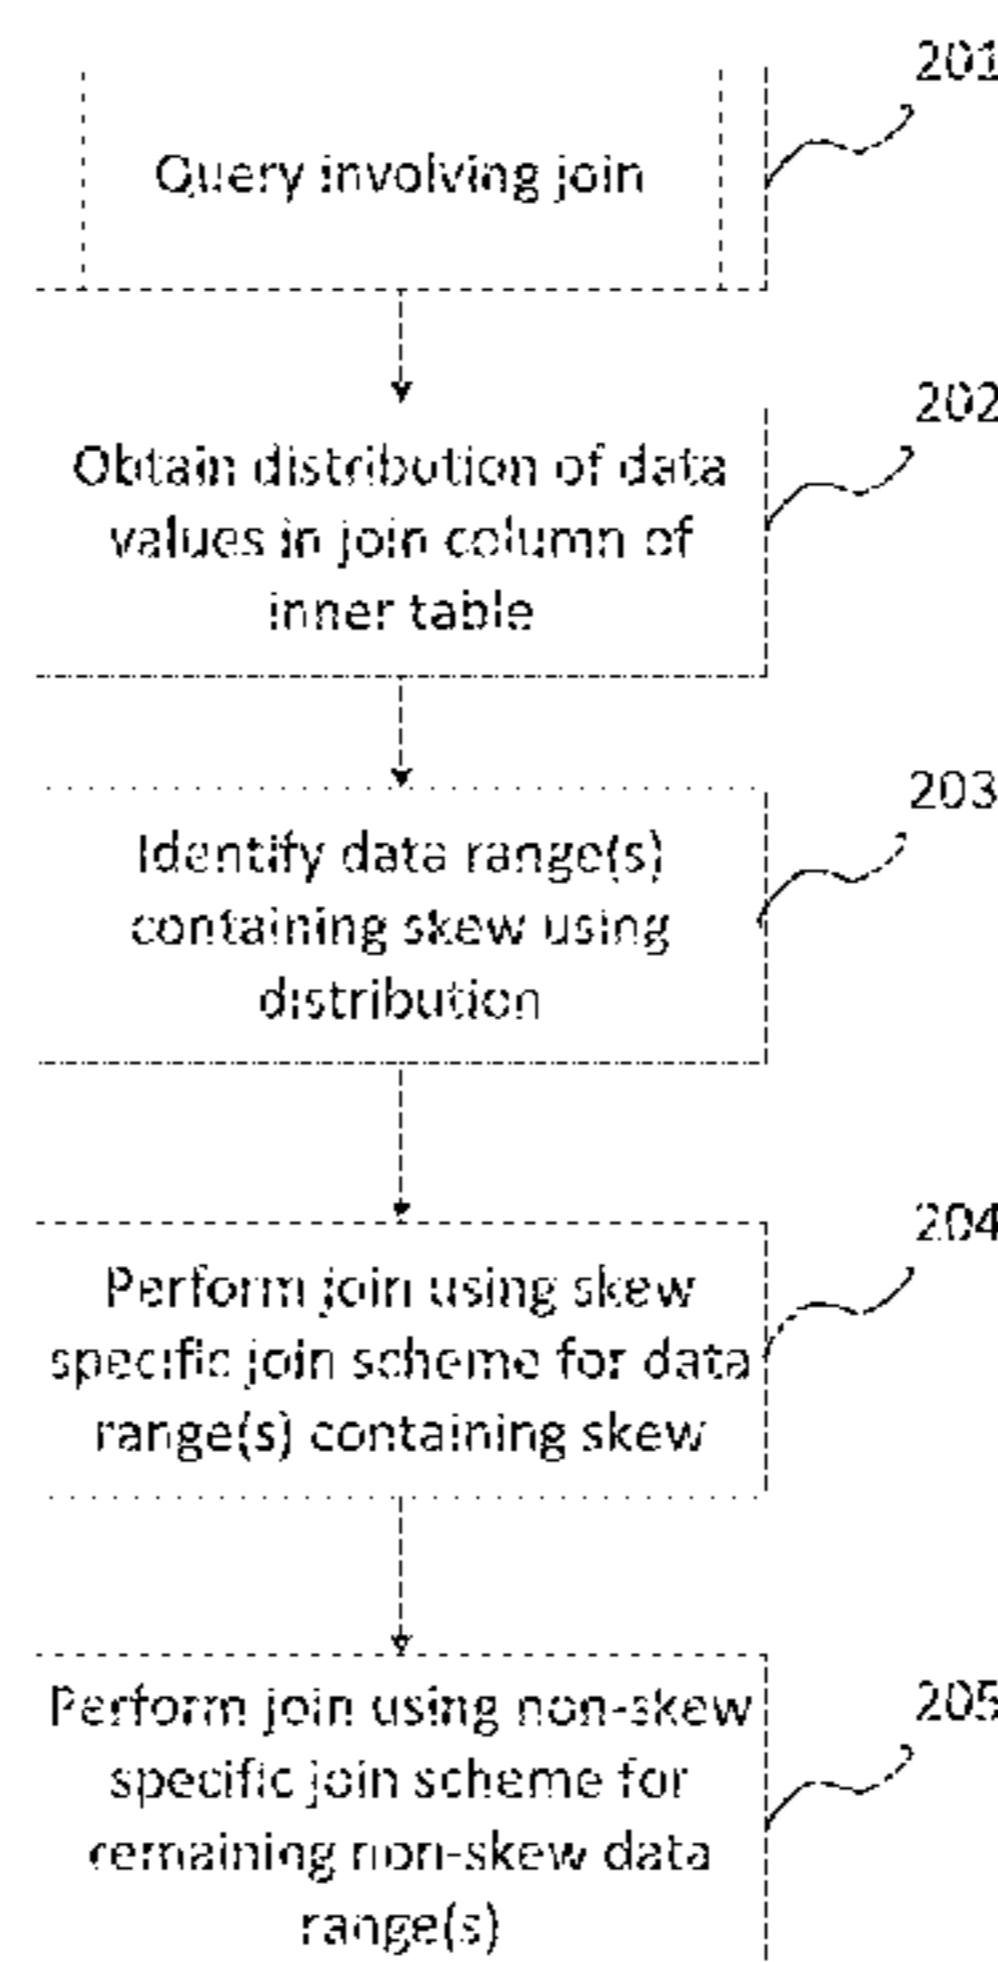 201
Query involving join
202
Obtain distribution of data
values in join column of
inner table
203
Identify data range(s)
containing skew using
distribution
204
Perform join using skew
specific join scheme for data
range(s) containing skew
205
Perform join using non-skew
specific join scheme for
remaining non-skew data
range(s)